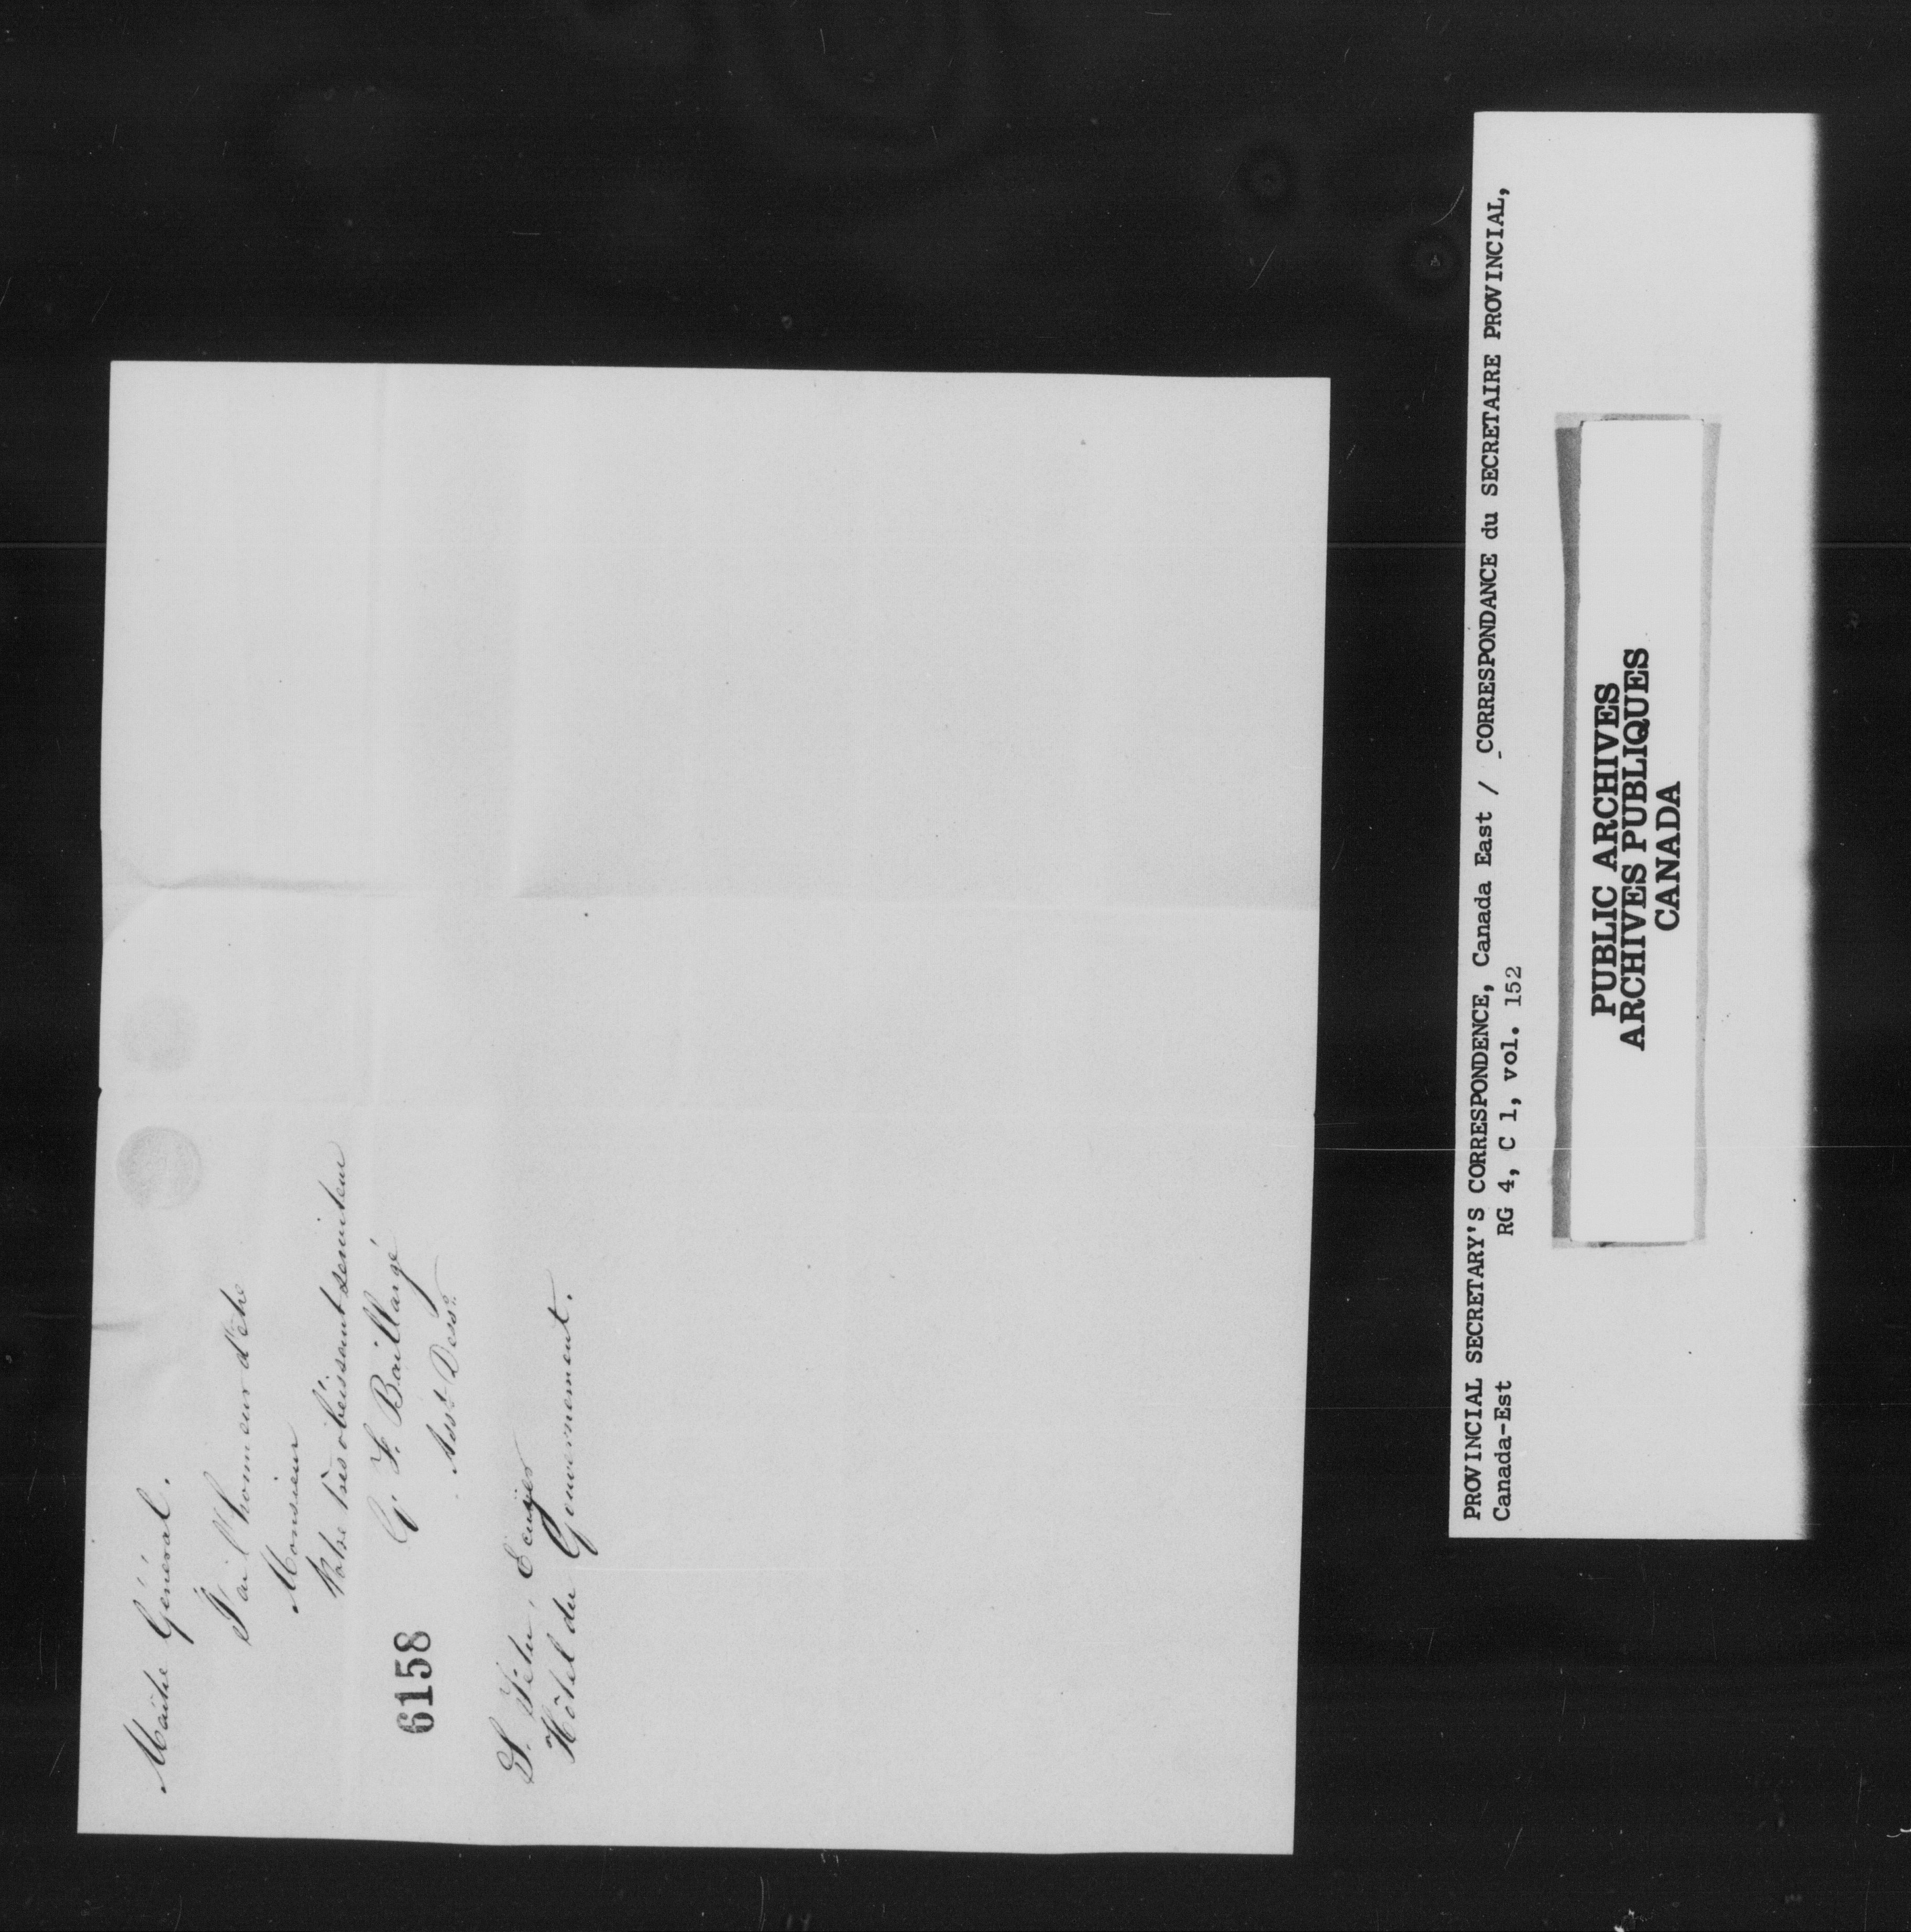 Maître Général.
J'ai l'honneur d'être
Monsieur
Votre très obéissant serviteur
G. F. Baillargé
Asst. Dess.
6158
S. Têtu, Ecuyer
Hôtel du Gouvernement.
PROVINCIAL SECRETARY'S CORRESPONDENCE, Canada East / CORRESPONDANCE du SECRETAIRE PROVINCIAL,
Canada-Est RG 4, C 1, vol. 152
PUBLIC ARCHIVES
ARCHIVES PUBLIQUES
CANADA